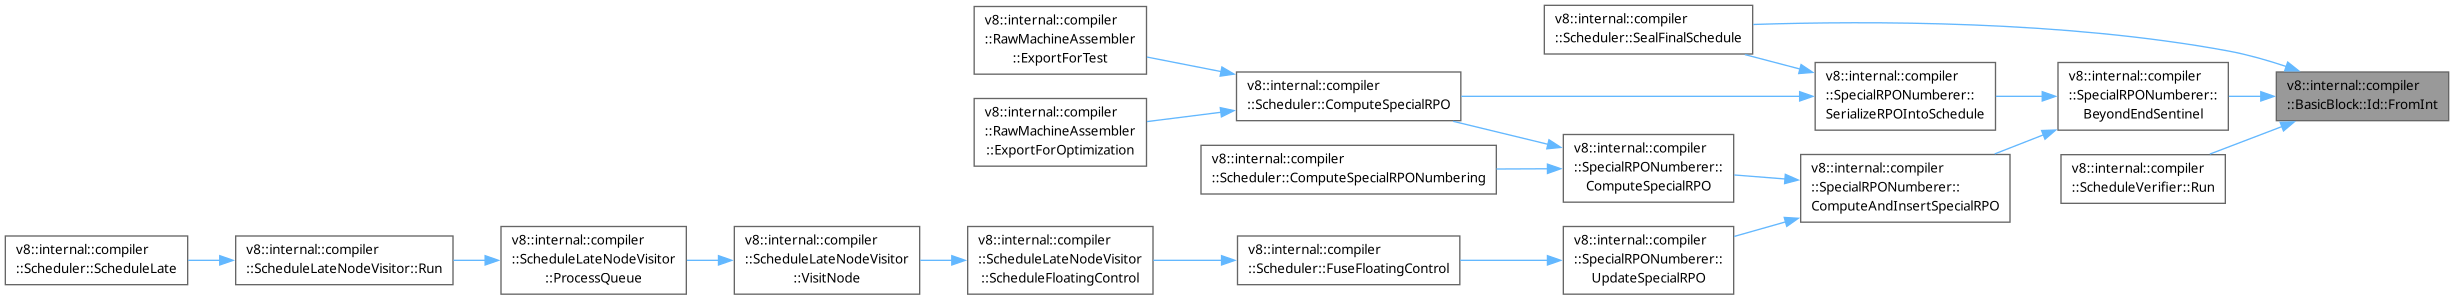 v8::internal::compiler
::RawMachineAssembler
::ExportForTest
v8::internal::compiler
::Scheduler::SealFinalSchedule
v8::internal::compiler
::Scheduler::ComputeSpecialRPO
v8::internal::compiler
::SpecialRPONumberer::
SerializeRPOIntoSchedule
v8::internal::compiler
::SpecialRPONumberer::
BeyondEndSentinel
v8::internal::compiler
::BasicBlock::Id::FromInt
v8::internal::compiler
::RawMachineAssembler
::ExportForOptimization
v8::internal::compiler
::Scheduler::ComputeSpecialRPONumbering
v8::internal::compiler
::SpecialRPONumberer::
ComputeSpecialRPO
v8::internal::compiler
::SpecialRPONumberer::
ComputeAndInsertSpecialRPO
v8::internal::compiler
::ScheduleVerifier::Run
v8::internal::compiler
::Scheduler::ScheduleLate
v8::internal::compiler
::ScheduleLateNodeVisitor::Run
v8::internal::compiler
::ScheduleLateNodeVisitor
::ProcessQueue
v8::internal::compiler
::ScheduleLateNodeVisitor
::VisitNode
v8::internal::compiler
::ScheduleLateNodeVisitor
::ScheduleFloatingControl
v8::internal::compiler
::Scheduler::FuseFloatingControl
v8::internal::compiler
::SpecialRPONumberer::
UpdateSpecialRPO